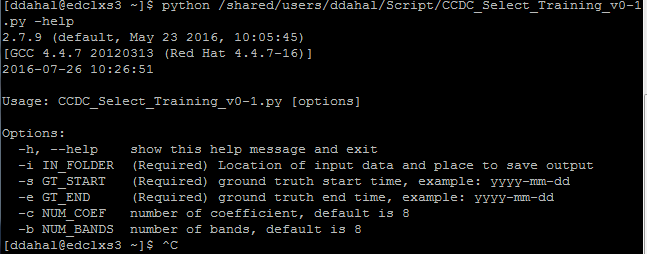 [ddahal@edclxs3 ~]$ python /shared/users/ddahal/Script/CCDC_Select_Training_v0-1
.py -help
2.7.9 (default, May 23 2016, 10:05:45)
[GCC 4.4.7 20120313 (Red Hat 4.4.7-16)]
2016-07-26 10:26:51
Usage: CCDC_Select_Training_v0-1.py [options]
Options:
-h, --help show this help message and exit
-i IN_FOLDER (Required) Location of input data and place to save output
-s GT_START (Required) ground truth start time, example: yyyy-mm-dd
-e GT_END (Required) ground truth end time, example: yyyy-mm-dd
-c NUM_COEF number of coefficient, default is 8
-b NUM_BANDS number of bands, default is 8
[ddahal@edclxs3 ~]$ ^C